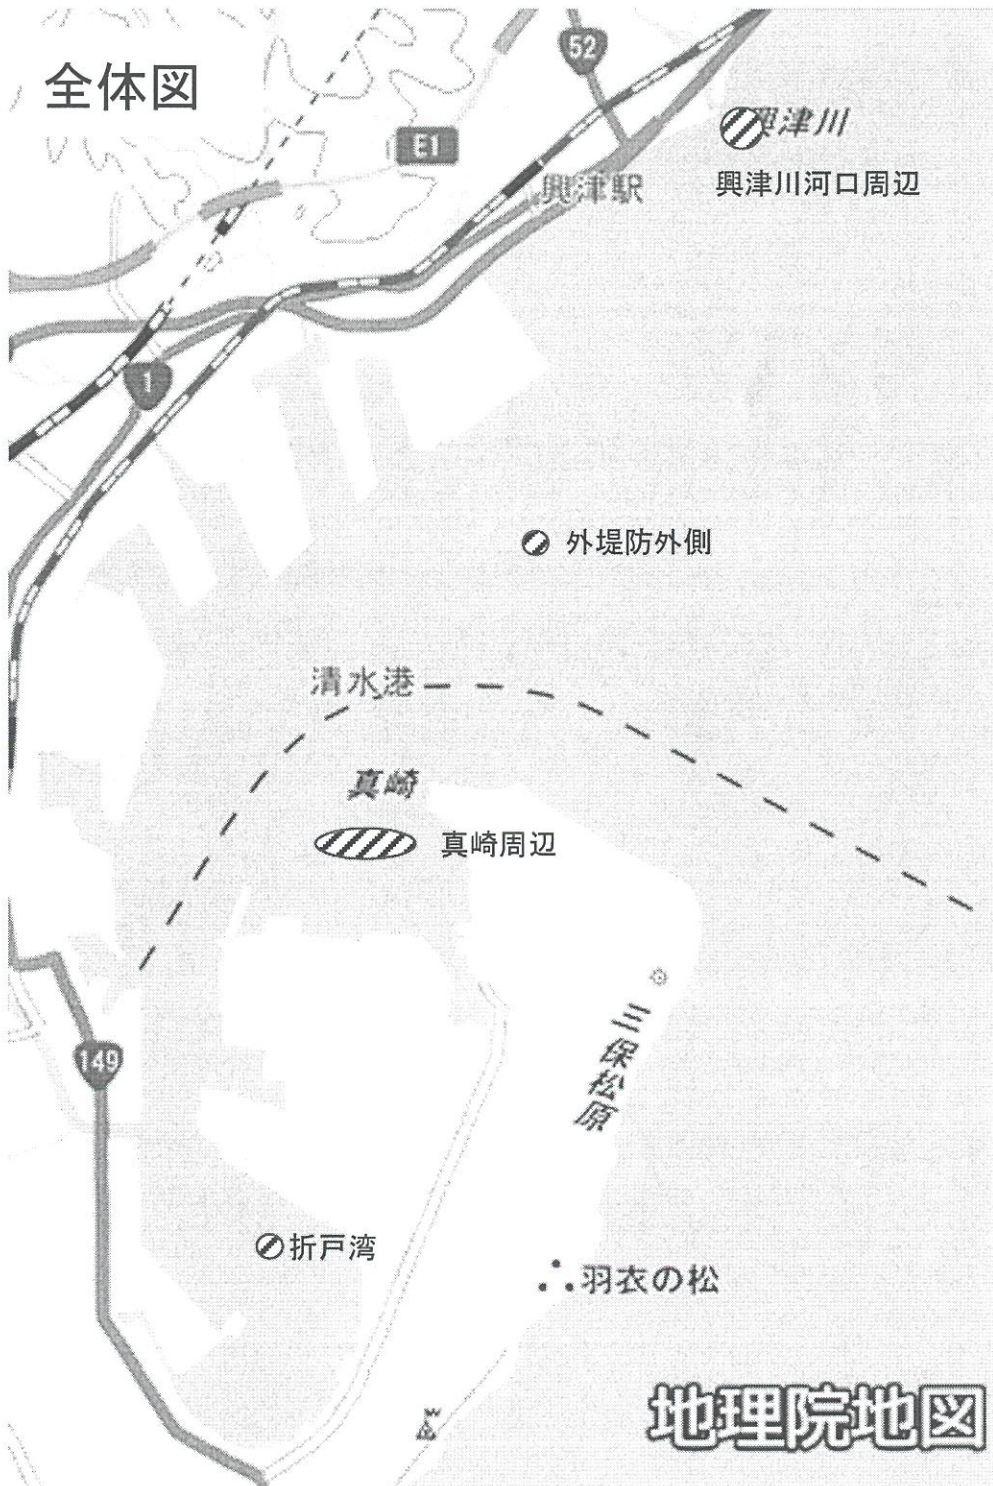 全体図
52
E1
興津川
興津駅
興津川河口周辺
1
外堤防外側
清水港
真崎
真崎周辺
149
三保松原
折戸湾
羽衣の松
地理院地図